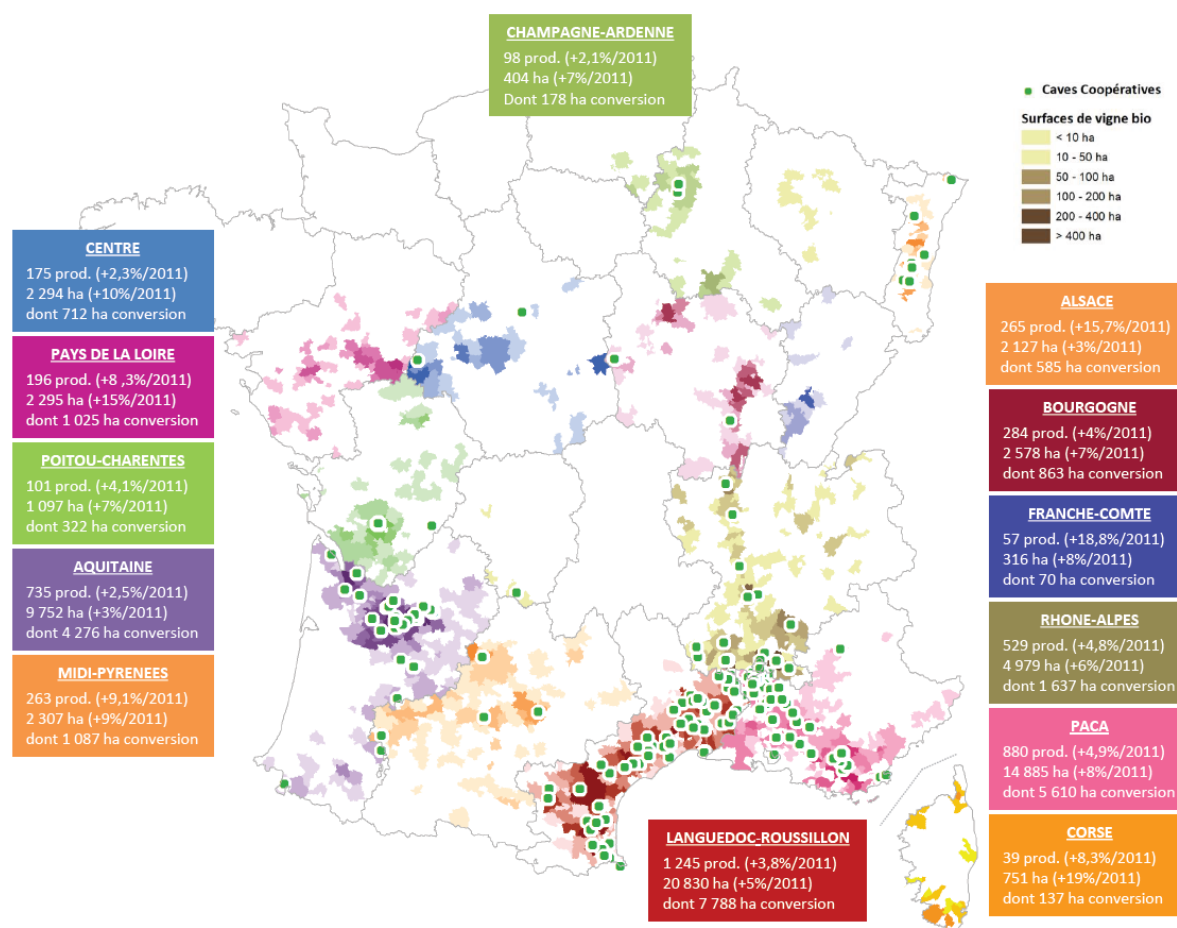 CHAMPAGNE-ARDENNE
98 prod. (+2,1%/2011)
404 ha (+7%/2011)
Dont 178 ha conversion
Caves Coopératives
Surfaces de vigne bio
< 10 ha
10 - 50 ha
50 - 100 ha
100 - 200 ha
200 - 400 ha
> 400 ha
CENTRE
175 prod. (+2,3%/2011)
2 294 ha (+10%/2011)
dont 712 ha conversion
PAYS DE LA LOIRE
196 prod. (+8 ,3%/2011)
2 295 ha (+15%/2011)
dont 1 025 ha conversion
POITOU-CHARENTES
101 prod. (+4,1%/2011)
1 097 ha (+7%/2011)
dont 322 ha conversion
AQUITAINE
735 prod. (+2,5%/2011)
9 752 ha (+3%/2011)
dont 4 276 ha conversion
MIDI-PYRENEES
263 prod. (+9,1%/2011)
2 307 ha (+9%/2011)
dont 1 087 ha conversion
ALSACE
265 prod. (+15,7%/2011)
2 127 ha (+3%/2011)
dont 585 ha conversion
BOURGOGNE
284 prod. (+4%/2011)
2 578 ha (+7%/2011)
dont 863 ha conversion
FRANCHE-COMTE
57 prod. (+18,8%/2011)
316 ha (+8%/2011)
dont 70 ha conversion
RHONE-ALPES
529 prod. (+4,8%/2011)
4 979 ha (+6%/2011)
dont 1 637 ha conversion
PACA
880 prod. (+4,9%/2011)
14 885 ha (+8%/2011)
dont 5 610 ha conversion
CORSE
39 prod. (+8,3%/2011)
751 ha (+19%/2011)
dont 137 ha conversion
LANGUEDOC-ROUSSILLON
1 245 prod. (+3,8%/2011)
20 830 ha (+5%/2011)
dont 7 788 ha conversion